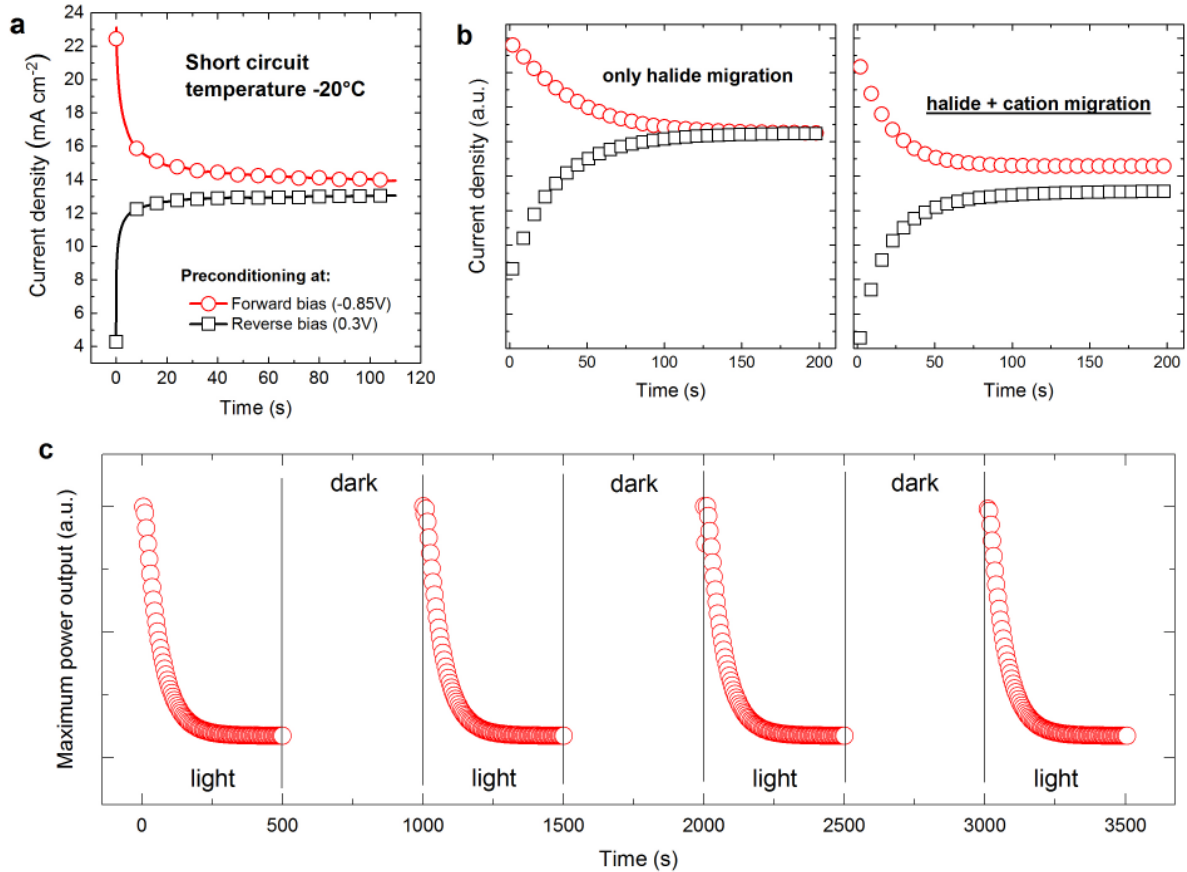 a
24
22
20
18
16
14
12
10
8
6
4
Current density (mA cm⁻²)
Short circuit
temperature -20°C
Preconditioning at:
Forward bias (-0.85V)
Reverse bias (0.3V)
0 20 40 60 80 100 120
Time (s)
b
Current density (a.u.)
only halide migration
0 50 100 150 200
Time (s)
halide + cation migration
0 50 100 150 200
Time (s)
c
Maximum power output (a.u.)
dark dark dark
light light light light
0 500 1000 1500 2000 2500 3000 3500
Time (s)